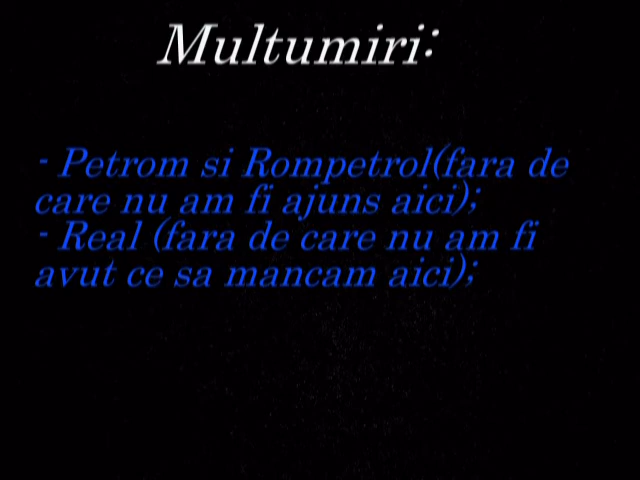 Multumiri:
- Petrom si Rompetrol(fara de
care nu am fi ajuns aici);
- Real (fara de care nu am fi
avut ce sa mancam aici);